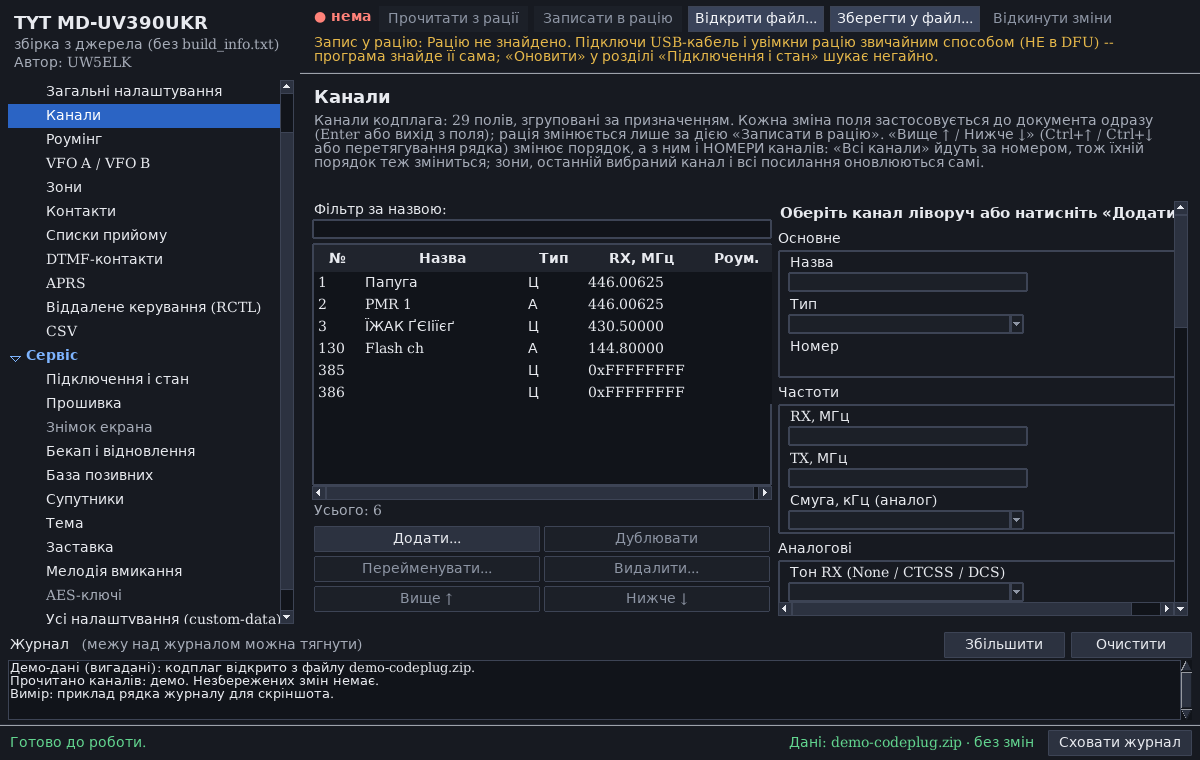 TYT MD-UV390UKR
збірка з джерела (без build_info.txt)
Автор: UW5ELK
● нема
Прочитати з рації
Записати в рацію
Відкрити файл...
Зберегти у файл...
Відкинути зміни
Запис у рацію: Рацію не знайдено. Підключи USB-кабель і увімкни рацію звичайним способом (НЕ в DFU) --
програма знайде її сама; «Оновити» у розділі «Підключення і стан» шукає негайно.
Загальні налаштування
Канали
Роумінг
VFO A / VFO B
Зони
Контакти
Списки прийому
DTMF-контакти
APRS
Віддалене керування (RCTL)
CSV
Сервіс
Підключення і стан
Прошивка
Знімок екрана
Бекап і відновлення
База позивних
Супутники
Тема
Заставка
Мелодія вмикання
AES-ключі
Усі налаштування (custom-data)
Канали
Канали кодплага: 29 полів, згруповані за призначенням. Кожна зміна поля застосовується до документа одразу
(Enter або вихід з поля); рація змінюється лише за дією «Записати в рацію». «Вище ↑ / Нижче ↓» (Ctrl+↑ / Ctrl+↓
або перетягування рядка) змінює порядок, а з ним і НОМЕРИ каналів: «Всі канали» йдуть за номером, тож їхній
порядок теж зміниться; зони, останній вибраний канал і всі посилання оновлюються самі.
Фільтр за назвою:
№ Назва Тип RX, МГц Роум.
1 Папуга Ц 446.00625
2 PMR 1 А 446.00625
3 ЇЖАК ҐЄІіїєґ Ц 430.50000
130 Flash ch А 144.80000
385 Ц 0xFFFFFFFF
386 Ц 0xFFFFFFFF
Усього: 6
Додати...
Дублювати
Перейменувати...
Видалити...
Вище ↑
Нижче ↓
Оберіть канал ліворуч або натисніть «Додати
Основне
Назва
Тип
Номер
Частоти
RX, МГц
TX, МГц
Смуга, кГц (аналог)
Аналогові
Тон RX (None / CTCSS / DCS)
Журнал (межу над журналом можна тягнути)
Збільшити
Очистити
Демо-дані (вигадані): кодплаг відкрито з файлу demo-codeplug.zip.
Прочитано каналів: демо. Незбережених змін немає.
Вимір: приклад рядка журналу для скріншота.
Готово до роботи.
Дані: demo-codeplug.zip · без змін
Сховати журнал